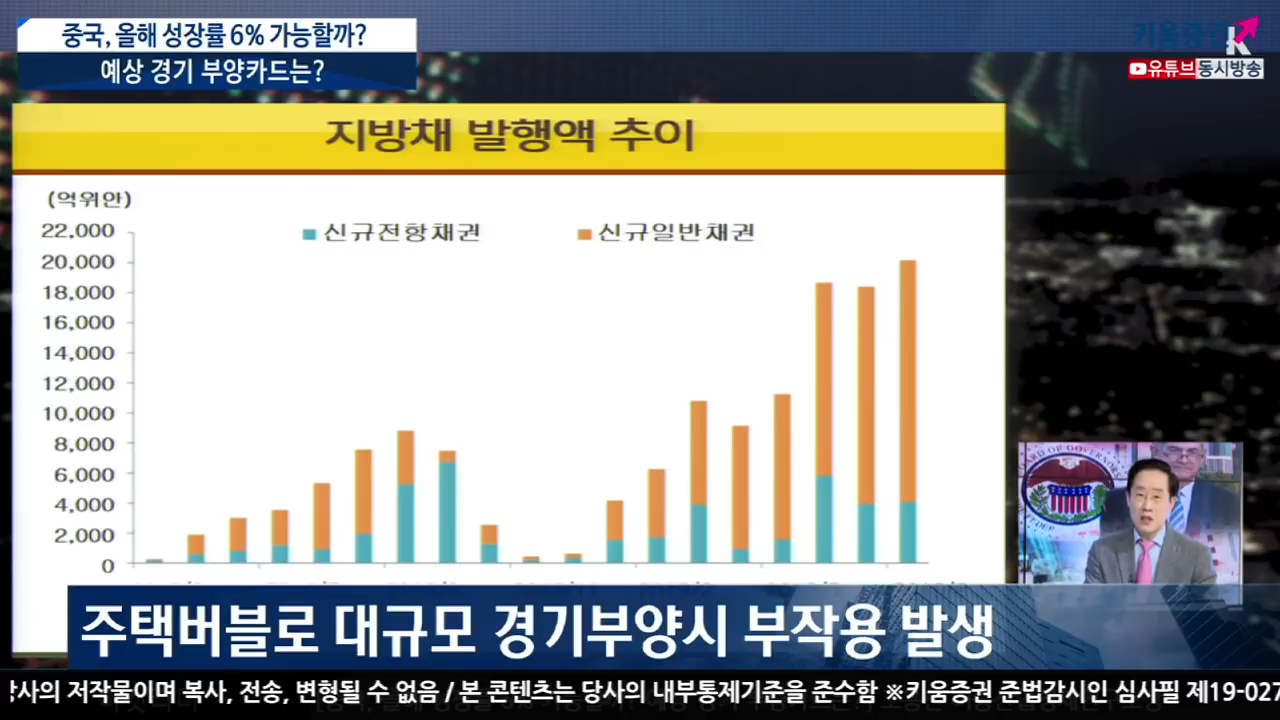 중국, 올해 성장률 6% 가능할까?
예상 경기 부양카드는?
키움증권
유튜브 동시방송
지방채 발행액 추이
(억위안)
신규전항채권
신규일반채권
22,000
20,000
18,000
16,000
14,000
12,000
10,000
8,000
6,000
4,000
2,000
0
주택버블로 대규모 경기부양시 부작용 발생
당사의 저작물이며 복사, 전송, 변형될 수 없음 / 본 콘텐츠는 당사의 내부통제기준을 준수함 ※키움증권 준법감시인 심사필 제19-027